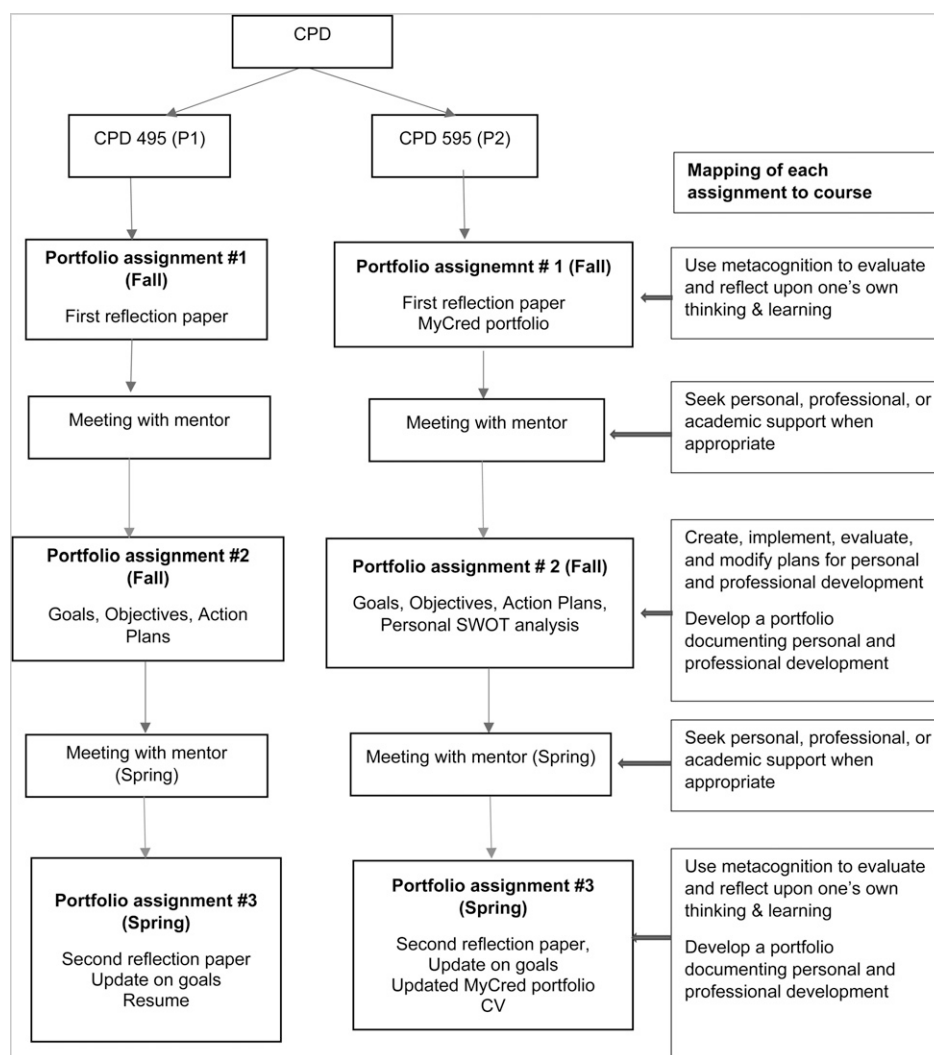 CPD
CPD 495 (P1)
CPD 595 (P2)
Mapping of each
assignment to course
Portfolio assignment #1
(Fall)
First reflection paper
Portfolio assignemnt # 1 (Fall)
First reflection paper
MyCred portfolio
Use metacognition to evaluate
and reflect upon one’s own
thinking & learning
Meeting with mentor
Meeting with mentor
Seek personal, professional, or
academic support when
appropriate
Portfolio assignment #2
(Fall)
Goals, Objectives, Action
Plans
Portfolio assignment # 2 (Fall)
Goals, Objectives, Action Plans,
Personal SWOT analysis
Create, implement, evaluate,
and modify plans for personal
and professional development
Develop a portfolio
documenting personal and
professional development
Meeting with mentor
(Spring)
Meeting with mentor (Spring)
Seek personal, professional, or
academic support when
appropriate
Portfolio assignment #3
(Spring)
Second reflection paper
Update on goals
Resume
Portfolio assignment #3
(Spring)
Second reflection paper,
Update on goals
Updated MyCred portfolio
CV
Use metacognition to evaluate
and reflect upon one’s own
thinking & learning
Develop a portfolio
documenting personal and
professional development